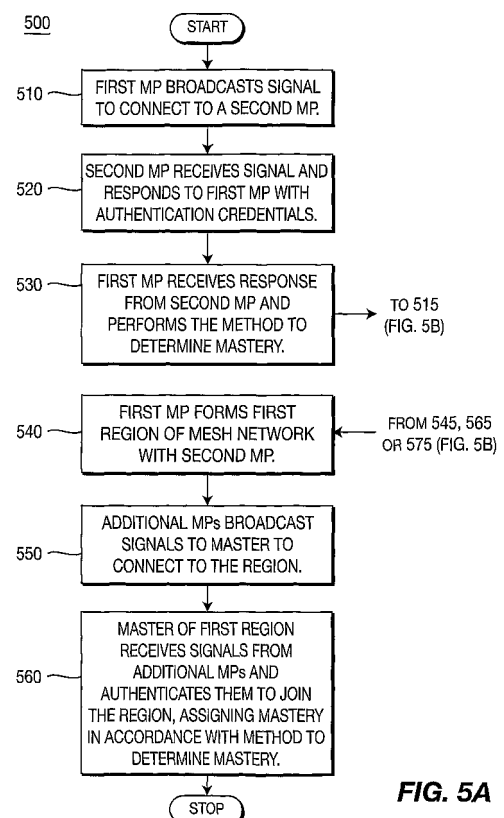 500
START
510
FIRST MP BROADCASTS SIGNAL
TO CONNECT TO A SECOND MP.
520
SECOND MP RECEIVES SIGNAL AND
RESPONDS TO FIRST MP WITH
AUTHENTICATION CREDENTIALS.
530
FIRST MP RECEIVES RESPONSE
FROM SECOND MP AND
PERFORMS THE METHOD TO
DETERMINE MASTERY.
TO 515
(FIG. 5B)
540
FIRST MP FORMS FIRST
REGION OF MESH NETWORK
WITH SECOND MP.
FROM 545, 565
OR 575 (FIG. 5B)
550
ADDITIONAL MPs BROADCAST
SIGNALS TO MASTER TO
CONNECT TO THE REGION.
560
MASTER OF FIRST REGION
RECEIVES SIGNALS FROM
ADDITIONAL MPs AND
AUTHENTICATES THEM TO JOIN
THE REGION, ASSIGNING MASTERY
IN ACCORDANCE WITH METHOD TO
DETERMINE MASTERY.
STOP
FIG. 5A